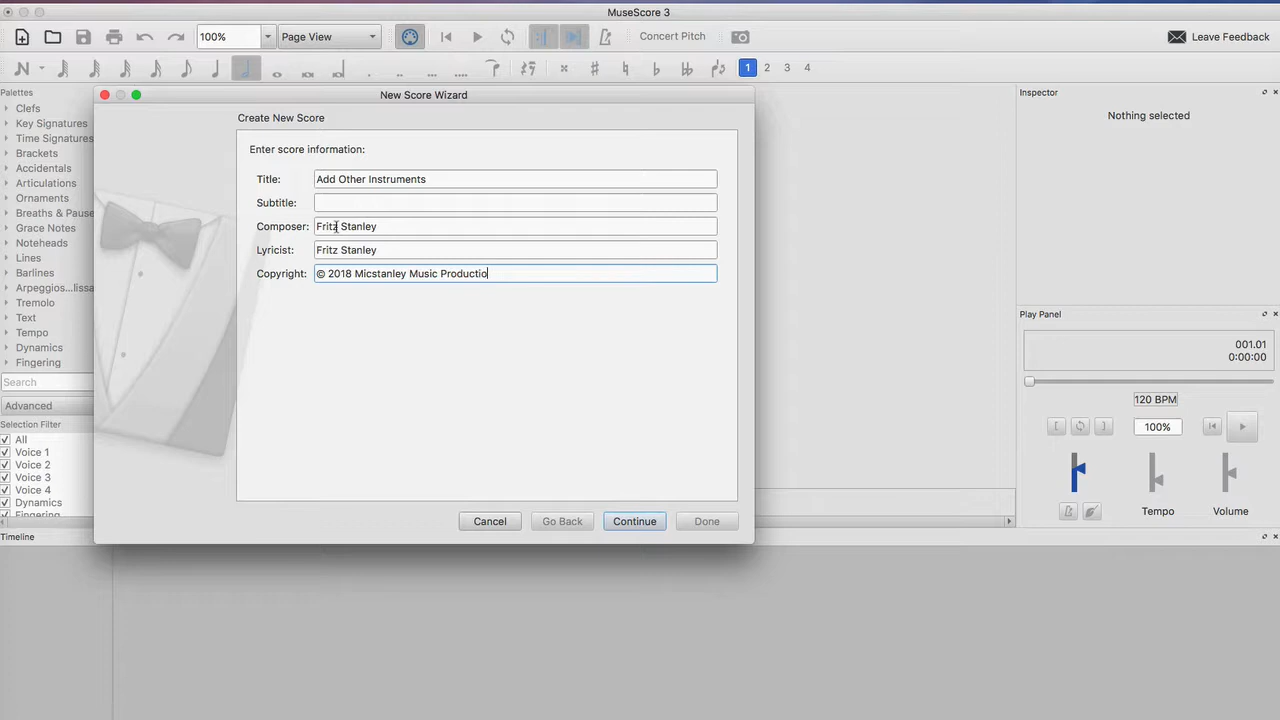 MuseScore 3
100%
Page View
Concert Pitch
Leave Feedback
1 2 3 4
Palettes
Clefs
Key Signatures
Time Signatures
Brackets
Accidentals
Articulations
Ornaments
Breaths & Pause
Grace Notes
Noteheads
Lines
Barlines
Arpeggios...lissa
Tremolo
Text
Tempo
Dynamics
Fingering
Search
Advanced
Selection Filter
All
Voice 1
Voice 2
Voice 3
Voice 4
Dynamics
Fingering
New Score Wizard
Create New Score
Enter score information:
Title: Add Other Instruments
Subtitle:
Composer: Fritz Stanley
Lyricist: Fritz Stanley
Copyright: © 2018 Micstanley Music Productio
Cancel
Go Back
Continue
Done
Inspector
Nothing selected
Play Panel
001.01
0:00:00
120 BPM
100%
Tempo
Volume
Timeline